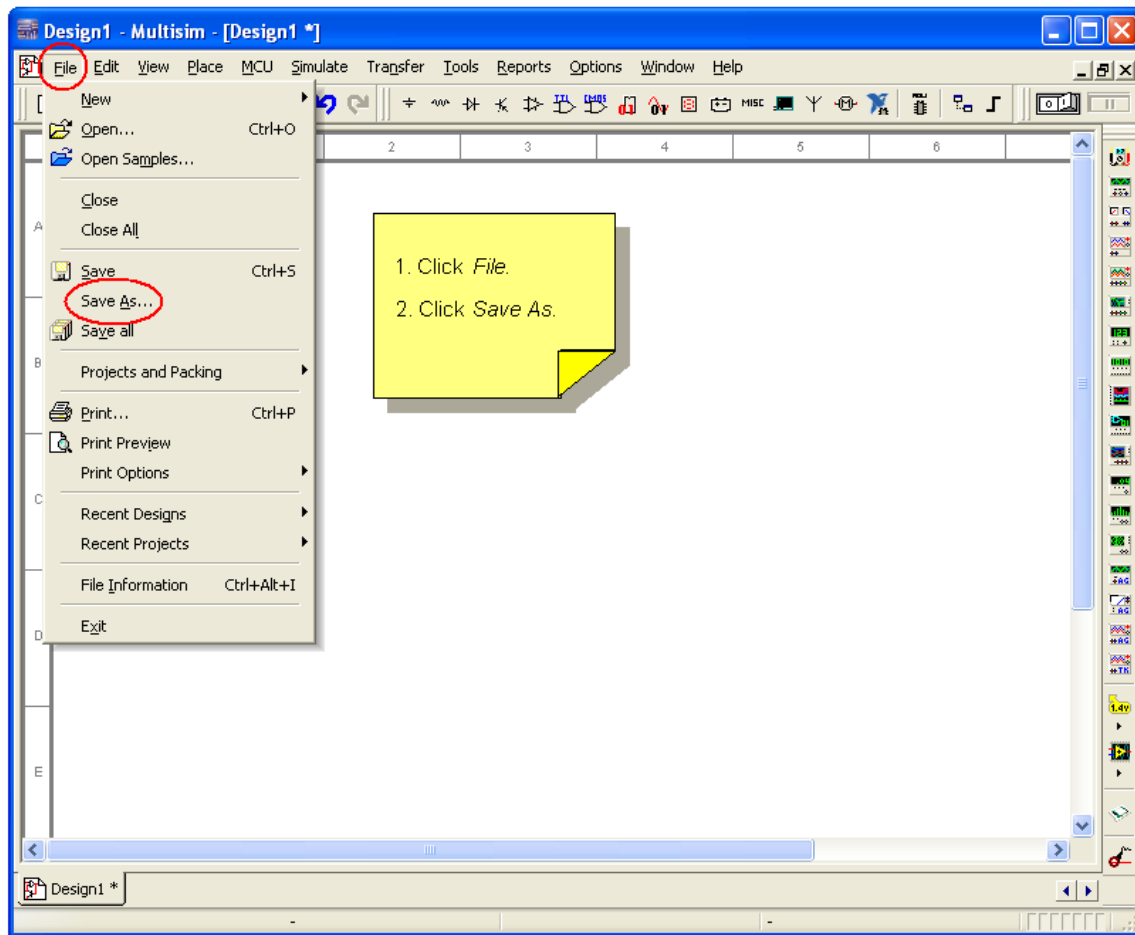 Design1 - Multisim - [Design1 *]
File Edit View Place MCU Simulate Transfer Tools Reports Options Window Help
New
Open... Ctrl+O
Open Samples...
Close
Close All
Save Ctrl+S
Save As...
Save all
Projects and Packing
Print... Ctrl+P
Print Preview
Print Options
Recent Designs
Recent Projects
File Information Ctrl+Alt+I
Exit
TTL CMOS MISC
2 3 4 5 6
A
B
C
D
E
1. Click File.
2. Click Save As.
1.4v
Design1 *
- -